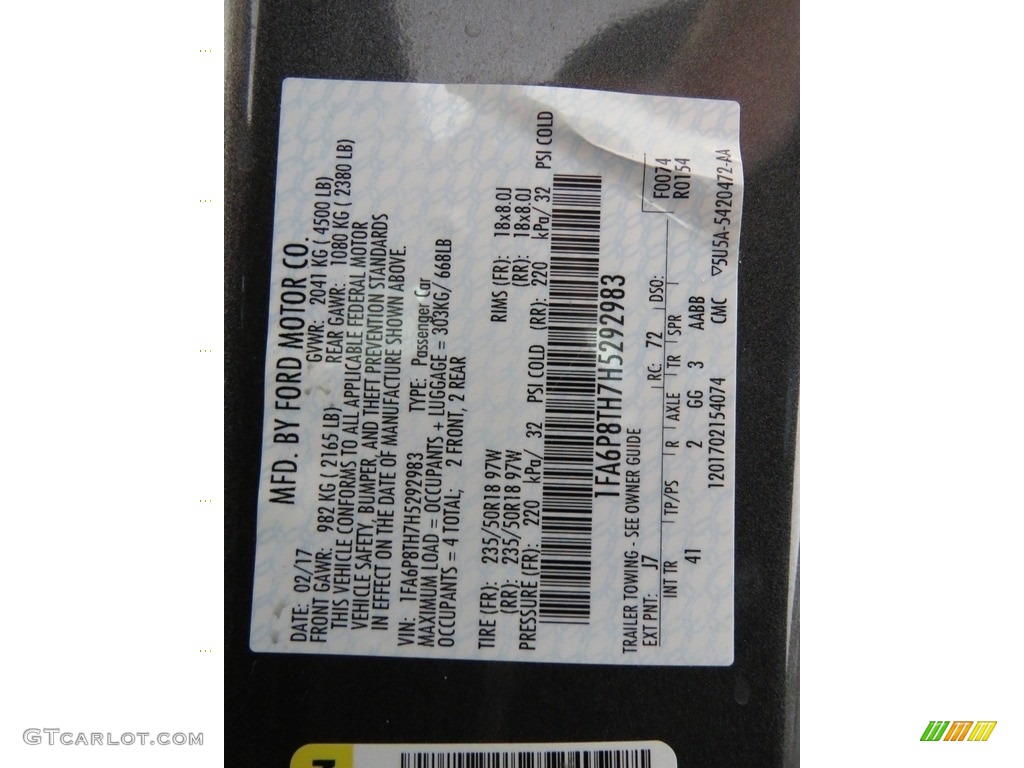 MFD. BY FORD MOTOR CO.
DATE: 02/17 GVWR: 2041 KG ( 4500 LB)
FRONT GAWR: 982 KG ( 2165 LB) REAR GAWR: 1080 KG ( 2380 LB)
THIS VEHICLE CONFORMS TO ALL APPLICABLE FEDERAL MOTOR
VEHICLE SAFETY, BUMPER, AND THEFT PREVENTION STANDARDS
IN EFFECT ON THE DATE OF MANUFACTURE SHOWN ABOVE.
VIN: 1FA6P8TH7H5292983 TYPE: Passenger Car
MAXIMUM LOAD = OCCUPANTS + LUGGAGE = 303KG/ 668LB
OCCUPANTS = 4 TOTAL; 2 FRONT, 2 REAR
TIRE (FR): 235/50R18 97W RIMS (FR): 18x8.0J
(RR): 235/50R18 97W (RR): 18x8.0J
PRESSURE (FR): 220 kPa/ 32 PSI COLD (RR): 220 kPa/ 32 PSI COLD
1FA6P8TH7H5292983
TRAILER TOWING - SEE OWNER GUIDE F0074
EXT PNT: J7 RC: 72 DSO: R0154
INT TR TP/PS R AXLE TR SPR
41 2 GG 3 AABB
1201702154074 CMC ▽5U5A-5420472-AA
GTCARLOT.COM